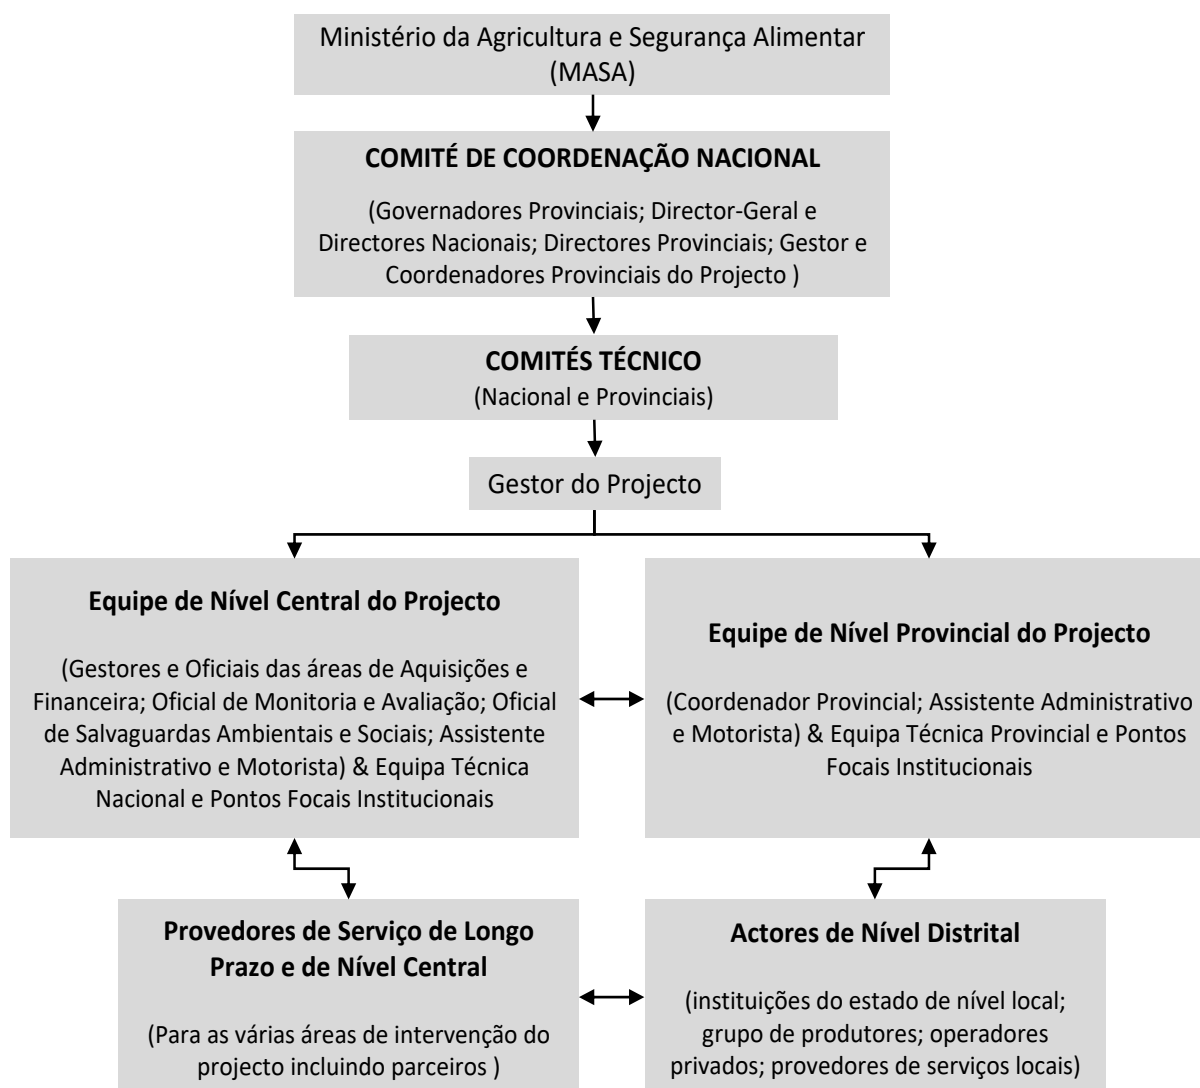 Ministério da Agricultura e Segurança Alimentar
(MASA)
COMITÉ DE COORDENAÇÃO NACIONAL
(Governadores Provinciais; Director-Geral e
Directores Nacionais; Directores Provinciais; Gestor e
Coordenadores Provinciais do Projecto )
COMITÉS TÉCNICO
(Nacional e Provinciais)
Gestor do Projecto
Equipe de Nível Central do Projecto
(Gestores e Oficiais das áreas de Aquisições e
Financeira; Oficial de Monitoria e Avaliação; Oficial
de Salvaguardas Ambientais e Sociais; Assistente
Administrativo e Motorista) & Equipa Técnica
Nacional e Pontos Focais Institucionais
Equipe de Nível Provincial do Projecto
(Coordenador Provincial; Assistente Administrativo
e Motorista) & Equipa Técnica Provincial e Pontos
Focais Institucionais
Provedores de Serviço de Longo
Prazo e de Nível Central
(Para as várias áreas de intervenção do
projecto incluindo parceiros )
Actores de Nível Distrital
(instituições do estado de nível local;
grupo de produtores; operadores
privados; provedores de serviços locais)